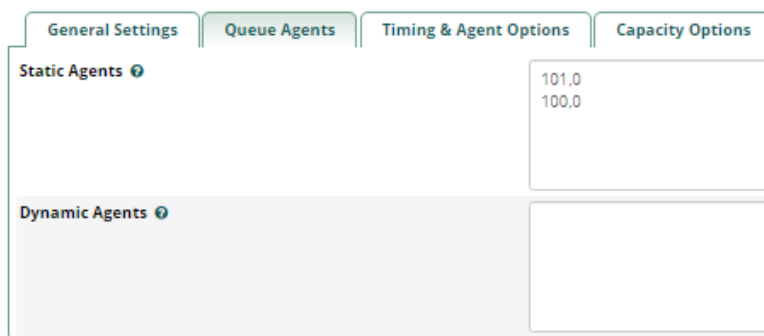 General Settings
Queue Agents
Timing & Agent Options
Capacity Options
Static Agents
101,0
100,0
Dynamic Agents